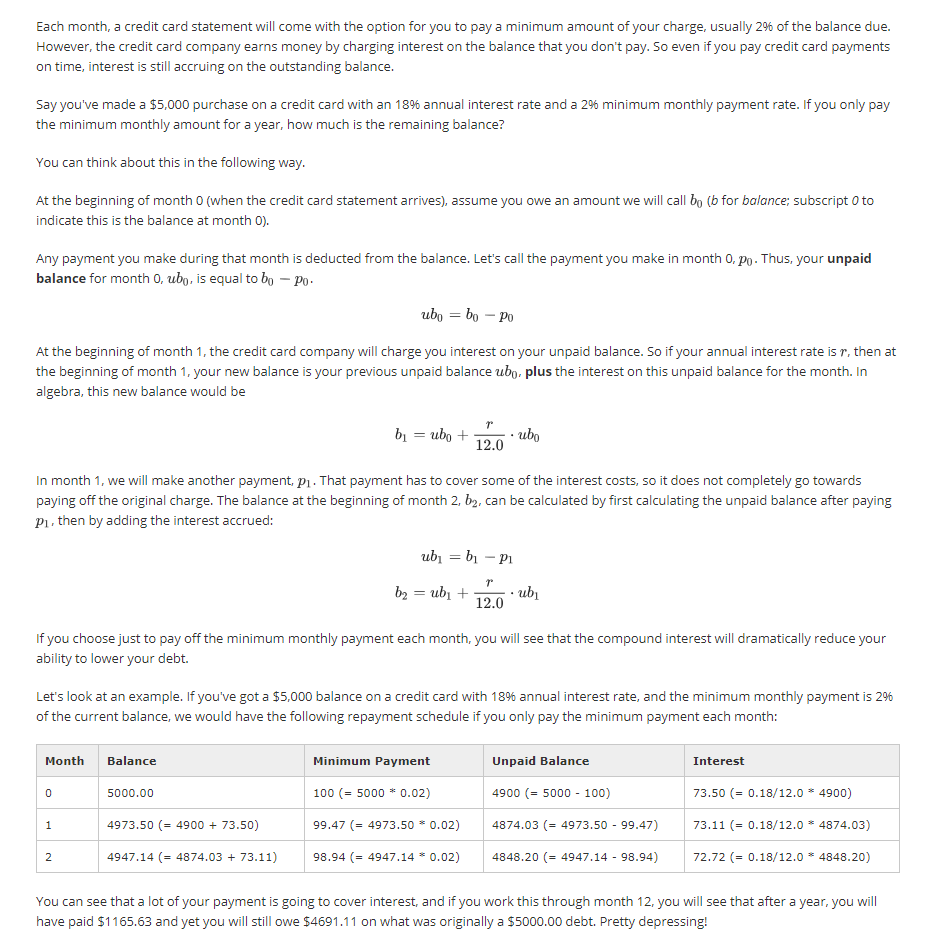 Each month, a credit card statement will come with the option for you to pay a minimum amount of your charge, usually 2% of the balance due.
However, the credit card company earns money by charging interest on the balance that you don't pay. So even if you pay credit card payments
on time, interest is still accruing on the outstanding balance.
Say you've made a $5,000 purchase on a credit card with an 18% annual interest rate and a 2% minimum monthly payment rate. If you only pay
the minimum monthly amount for a year, how much is the remaining balance?
You can think about this in the following way.
At the beginning of month 0 (when the credit card statement arrives), assume you owe an amount we will call b₀ (b for balance; subscript 0 to
indicate this is the balance at month 0).
Any payment you make during that month is deducted from the balance. Let's call the payment you make in month 0, p₀. Thus, your unpaid
balance for month 0, ub₀, is equal to b₀ − p₀.
ub₀ = b₀ − p₀
At the beginning of month 1, the credit card company will charge you interest on your unpaid balance. So if your annual interest rate is r, then at
the beginning of month 1, your new balance is your previous unpaid balance ub₀, plus the interest on this unpaid balance for the month. In
algebra, this new balance would be
b₁ = ub₀ + r/12.0 · ub₀
In month 1, we will make another payment, p₁. That payment has to cover some of the interest costs, so it does not completely go towards
paying off the original charge. The balance at the beginning of month 2, b₂, can be calculated by first calculating the unpaid balance after paying
p₁, then by adding the interest accrued:
ub₁ = b₁ − p₁
b₂ = ub₁ + r/12.0 · ub₁
If you choose just to pay off the minimum monthly payment each month, you will see that the compound interest will dramatically reduce your
ability to lower your debt.
Let's look at an example. If you've got a $5,000 balance on a credit card with 18% annual interest rate, and the minimum monthly payment is 2%
of the current balance, we would have the following repayment schedule if you only pay the minimum payment each month:
Month Balance Minimum Payment Unpaid Balance Interest
0 5000.00 100 (= 5000 * 0.02) 4900 (= 5000 - 100) 73.50 (= 0.18/12.0 * 4900)
1 4973.50 (= 4900 + 73.50) 99.47 (= 4973.50 * 0.02) 4874.03 (= 4973.50 - 99.47) 73.11 (= 0.18/12.0 * 4874.03)
2 4947.14 (= 4874.03 + 73.11) 98.94 (= 4947.14 * 0.02) 4848.20 (= 4947.14 - 98.94) 72.72 (= 0.18/12.0 * 4848.20)
You can see that a lot of your payment is going to cover interest, and if you work this through month 12, you will see that after a year, you will
have paid $1165.63 and yet you will still owe $4691.11 on what was originally a $5000.00 debt. Pretty depressing!